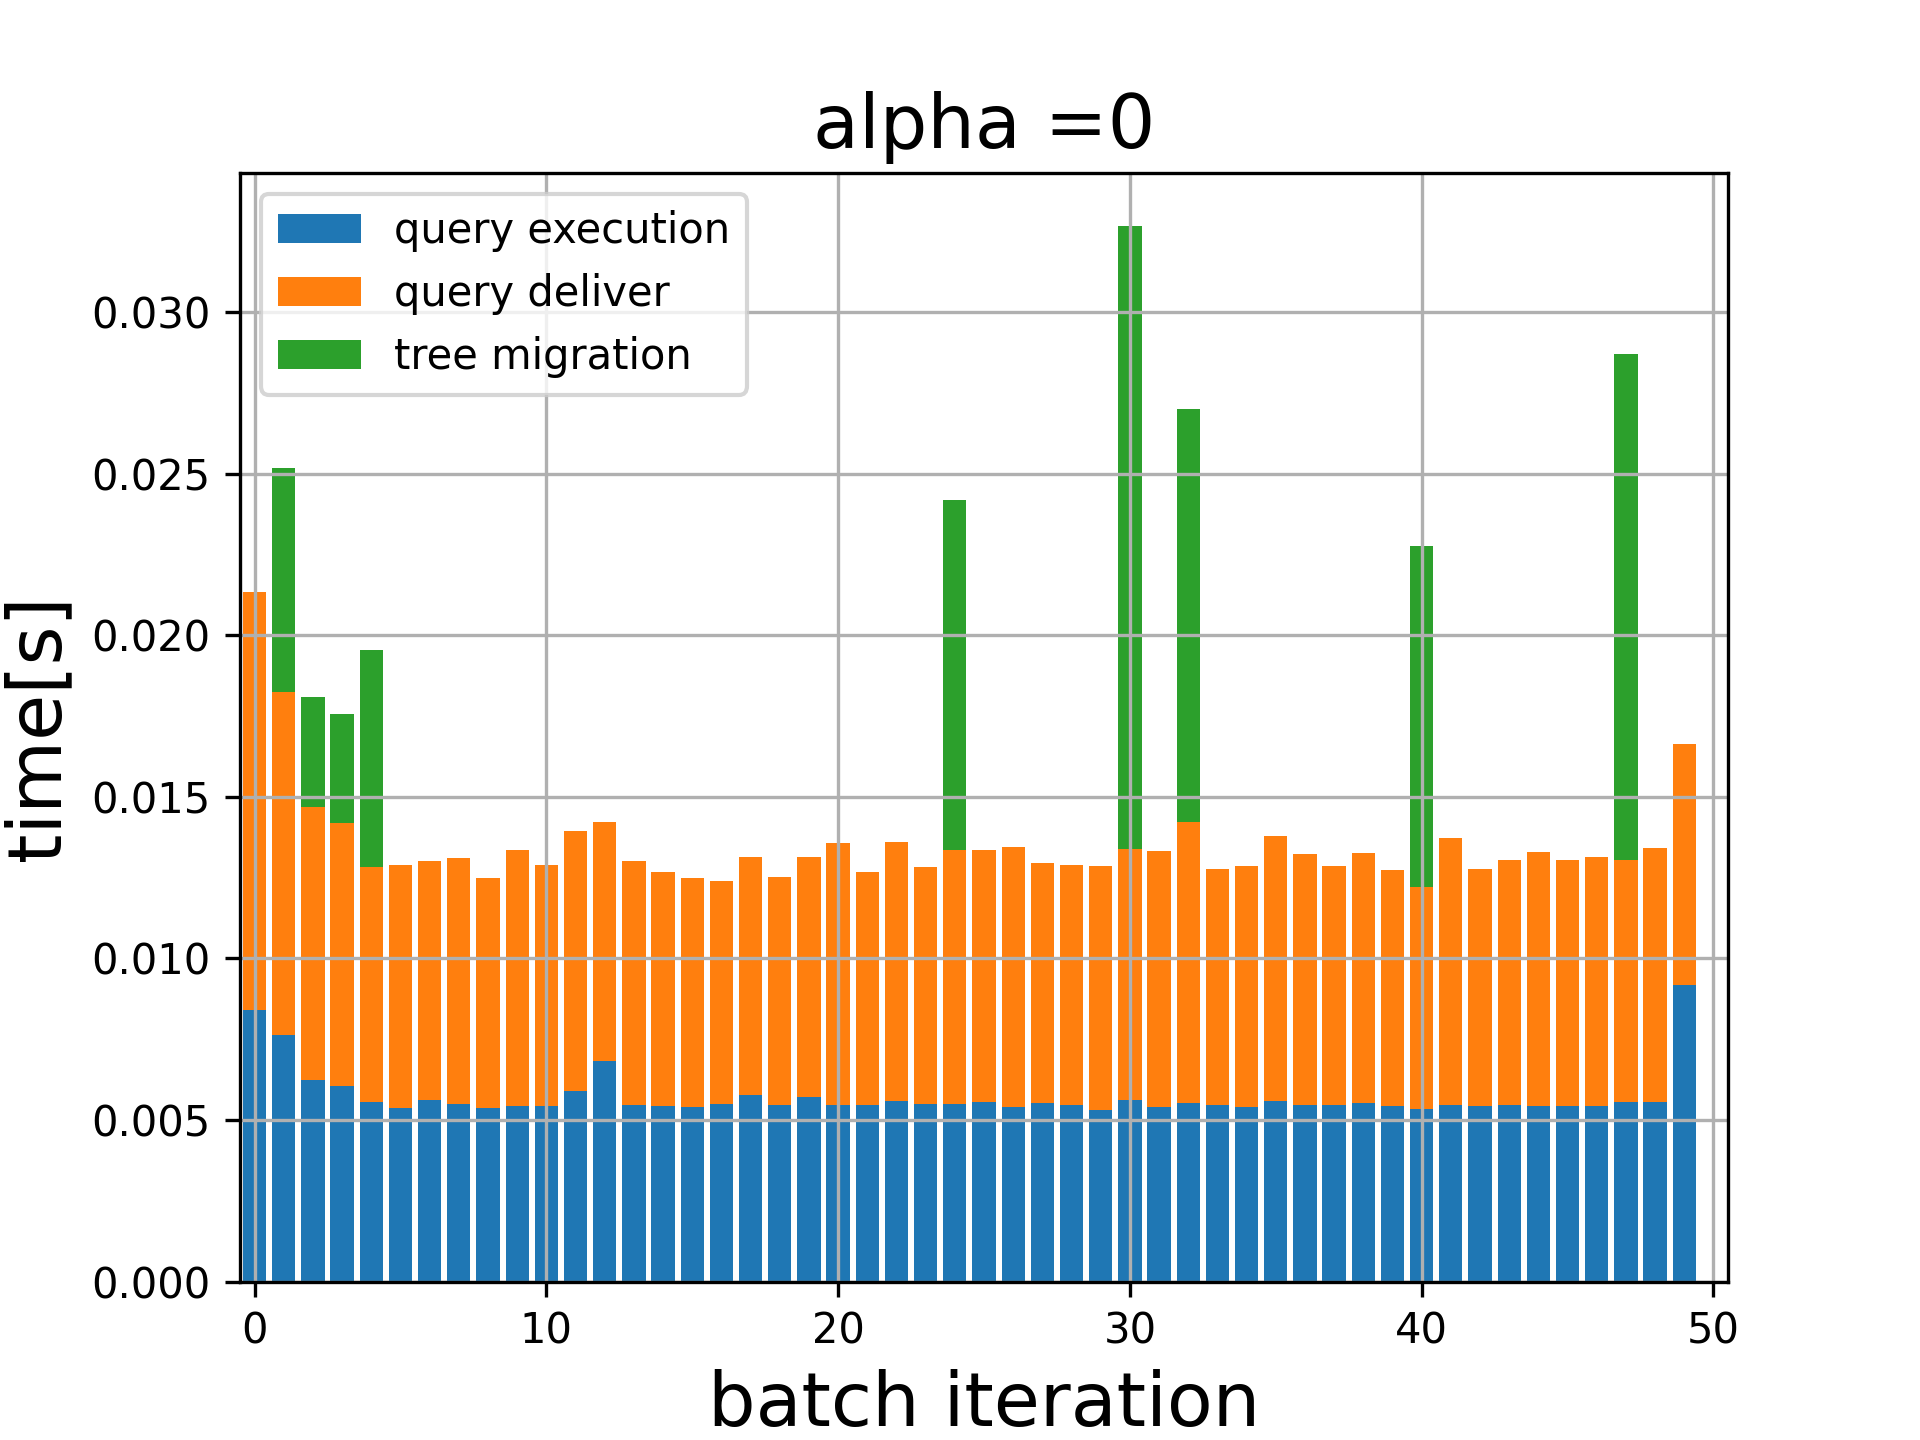 alpha =0
query execution
query deliver
tree migration
time[s]
0.030
0.025
0.020
0.015
0.010
0.005
0.000
0 10 20 30 40 50
batch iteration